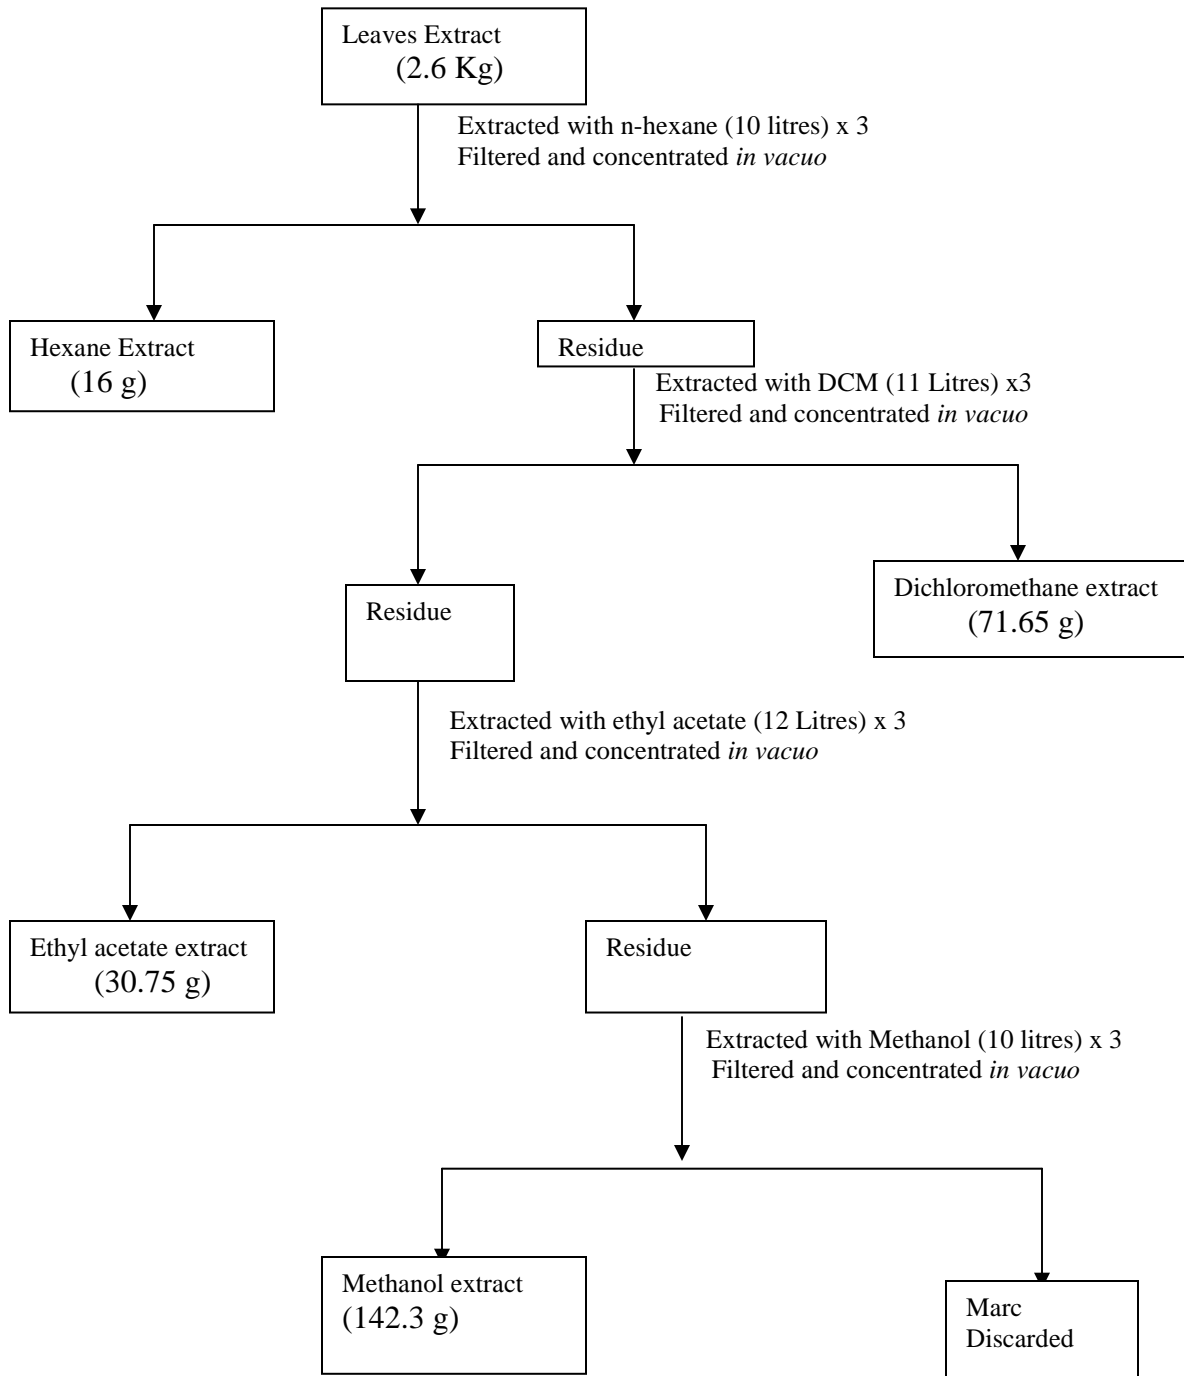 Leaves Extract
(2.6 Kg)
Extracted with n-hexane (10 litres) x 3
Filtered and concentrated in vacuo
Hexane Extract
(16 g)
Residue
Extracted with DCM (11 Litres) x3
Filtered and concentrated in vacuo
Residue
Dichloromethane extract
(71.65 g)
Extracted with ethyl acetate (12 Litres) x 3
Filtered and concentrated in vacuo
Ethyl acetate extract
(30.75 g)
Residue
Extracted with Methanol (10 litres) x 3
Filtered and concentrated in vacuo
Methanol extract
(142.3 g)
Marc
Discarded